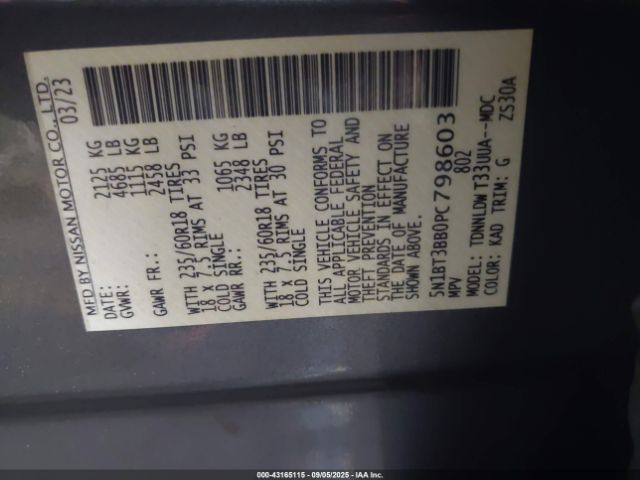 MFD BY NISSAN MOTOR CO., LTD.
DATE: 03/23
GVWR: 2125 KG
4685 LB
GAWR FR.: 1115 KG
2458 LB
WITH 235/60R18 TIRES
18 X 7.5 RIMS AT 33 PSI
COLD SINGLE
GAWR RR.: 1065 KG
2348 LB
WITH 235/60R18 TIRES
18 X 7.5 RIMS AT 30 PSI
COLD SINGLE
THIS VEHICLE CONFORMS TO
ALL APPLICABLE FEDERAL
MOTOR VEHICLE SAFETY AND
THEFT PREVENTION
STANDARDS IN EFFECT ON
THE DATE OF MANUFACTURE
SHOWN ABOVE.
5N1BT3BB0PC798603
MPV 802
MODEL: TDNNLDW T33UUA--MDC
COLOR: KAD TRIM: G ZS30A
000-43165115 - 09/05/2025 - IAA Inc.